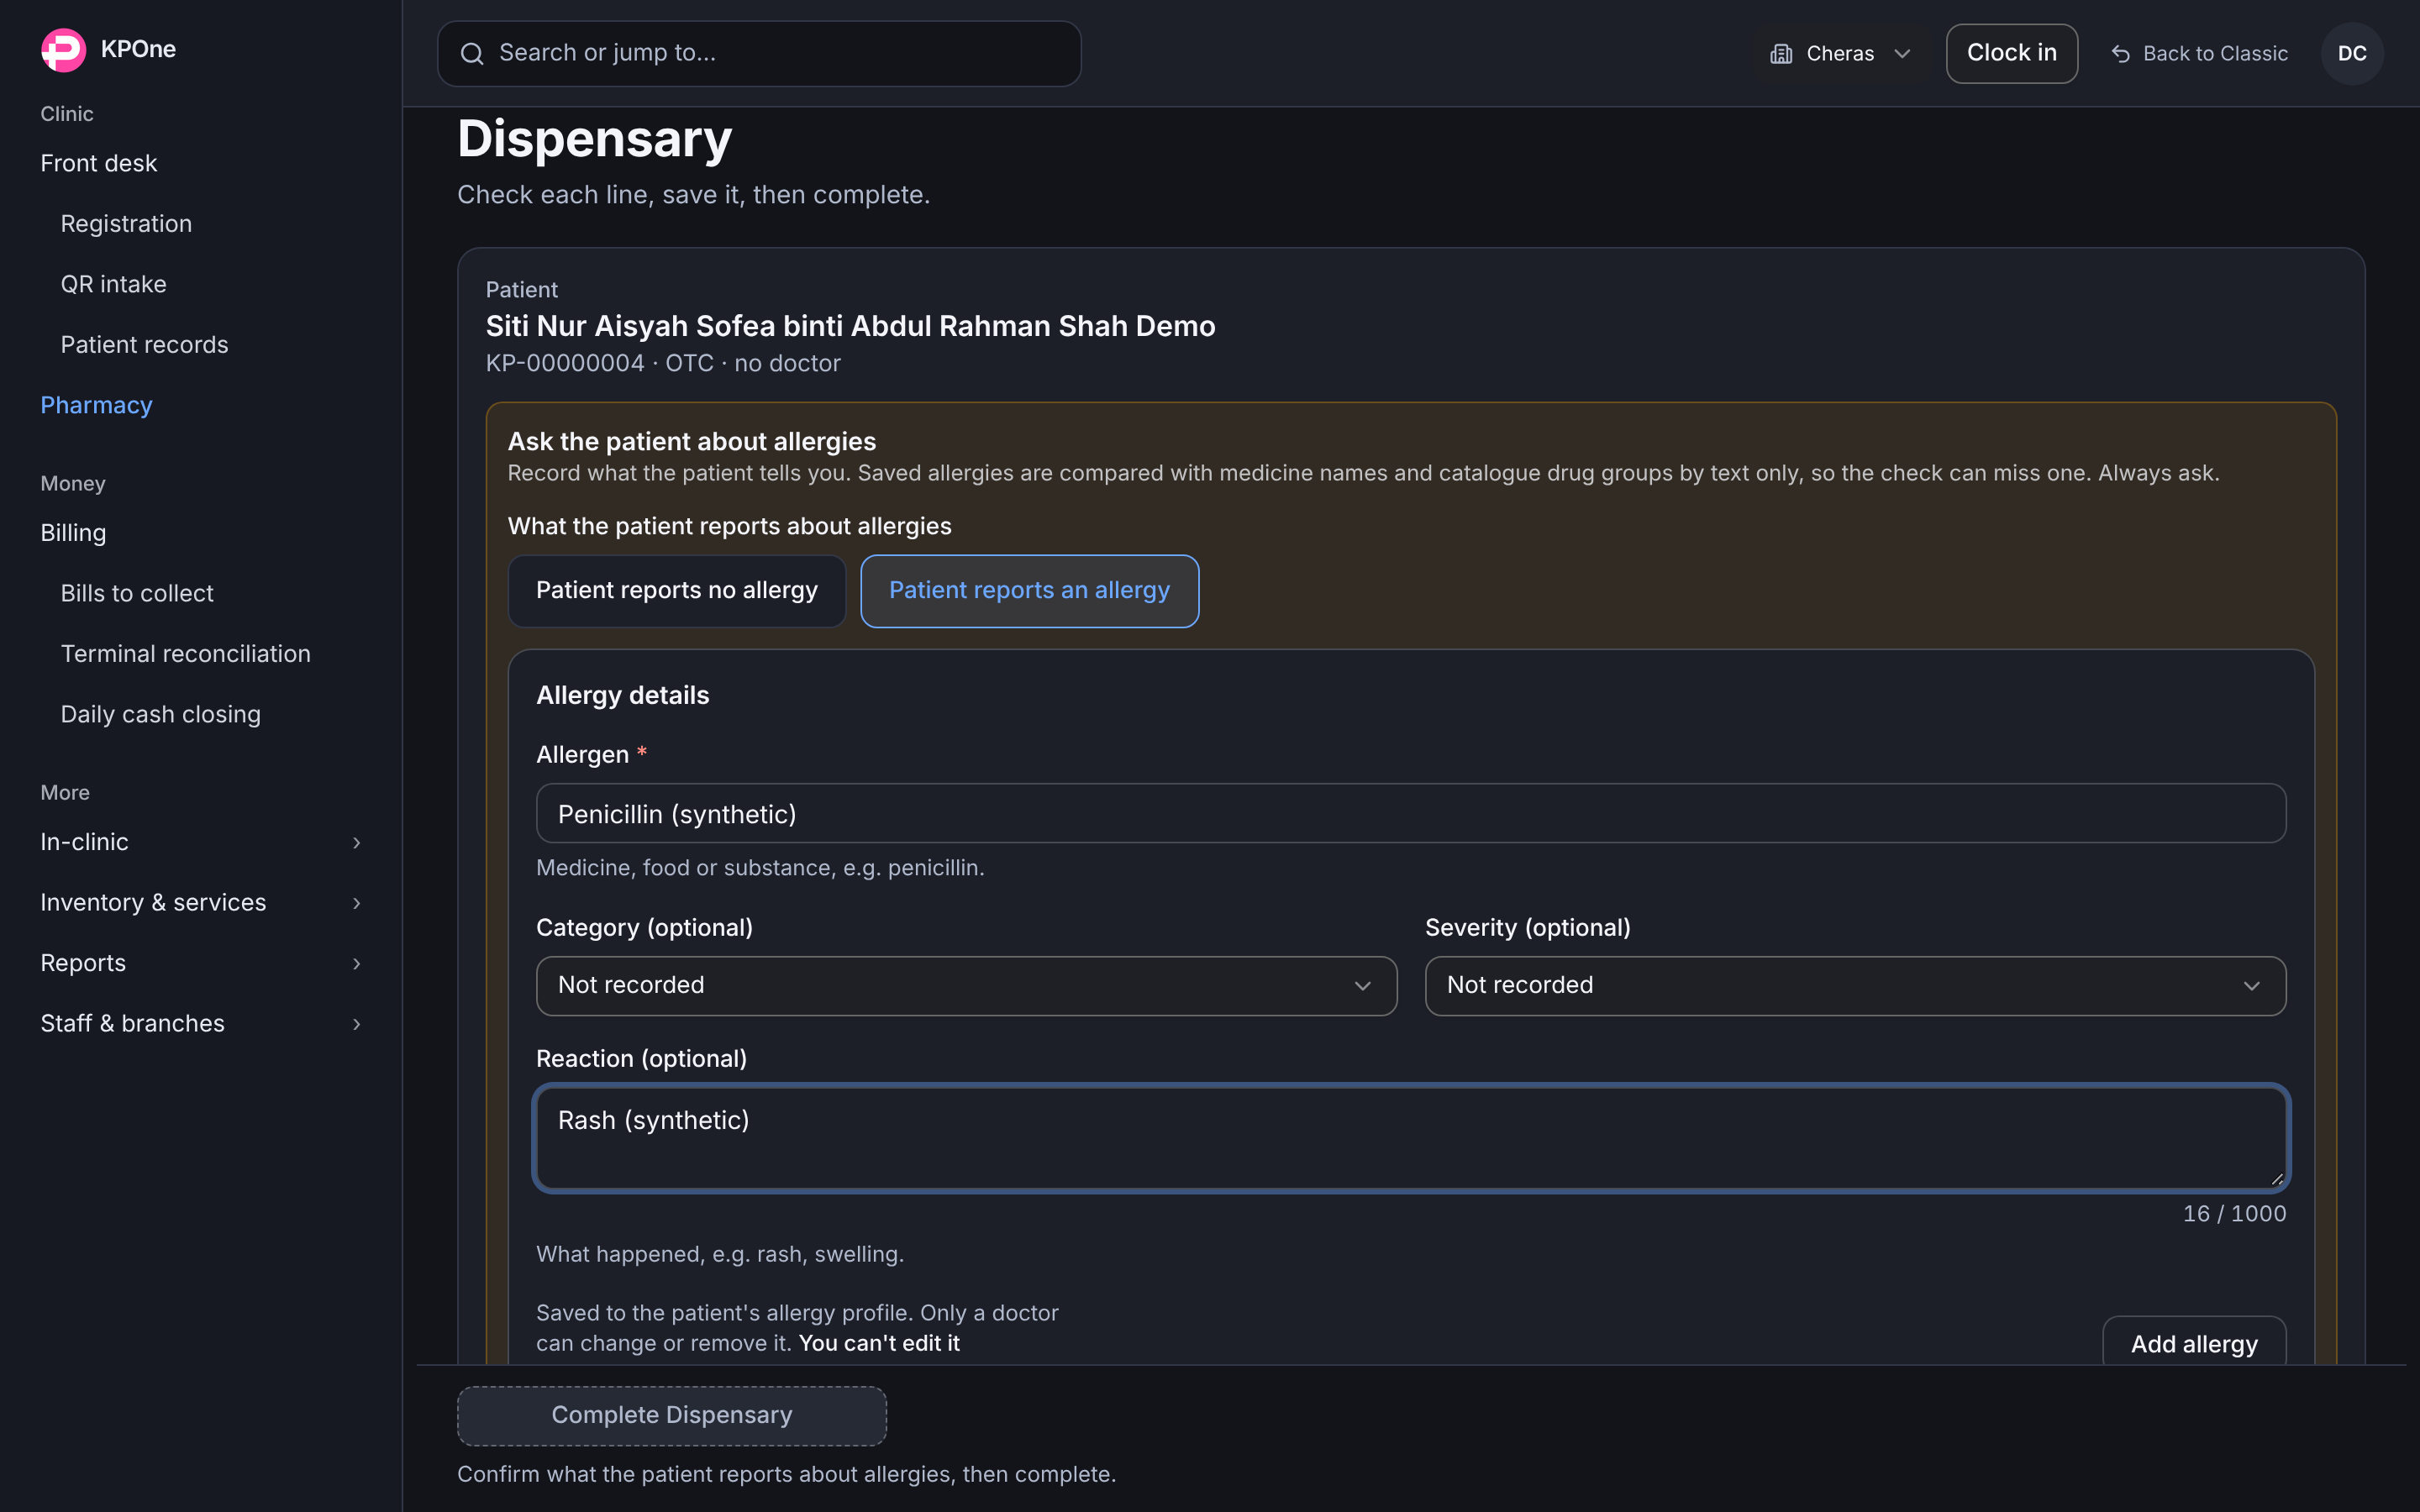 KPOne
Search or jump to...
Cheras
Clock in
Back to Classic
DC
Clinic
Front desk
Registration
QR intake
Patient records
Pharmacy
Money
Billing
Bills to collect
Terminal reconciliation
Daily cash closing
More
In-clinic
Inventory & services
Reports
Staff & branches
Dispensary
Check each line, save it, then complete.
Patient
Siti Nur Aisyah Sofea binti Abdul Rahman Shah Demo
KP-00000004 · OTC · no doctor
Ask the patient about allergies
Record what the patient tells you. Saved allergies are compared with medicine names and catalogue drug groups by text only, so the check can miss one. Always ask.
What the patient reports about allergies
Patient reports no allergy
Patient reports an allergy
Allergy details
Allergen *
Penicillin (synthetic)
Medicine, food or substance, e.g. penicillin.
Category (optional)
Severity (optional)
Not recorded
Not recorded
Reaction (optional)
Rash (synthetic)
16 / 1000
What happened, e.g. rash, swelling.
Saved to the patient's allergy profile. Only a doctor
can change or remove it. You can't edit it
Add allergy
Complete Dispensary
Confirm what the patient reports about allergies, then complete.